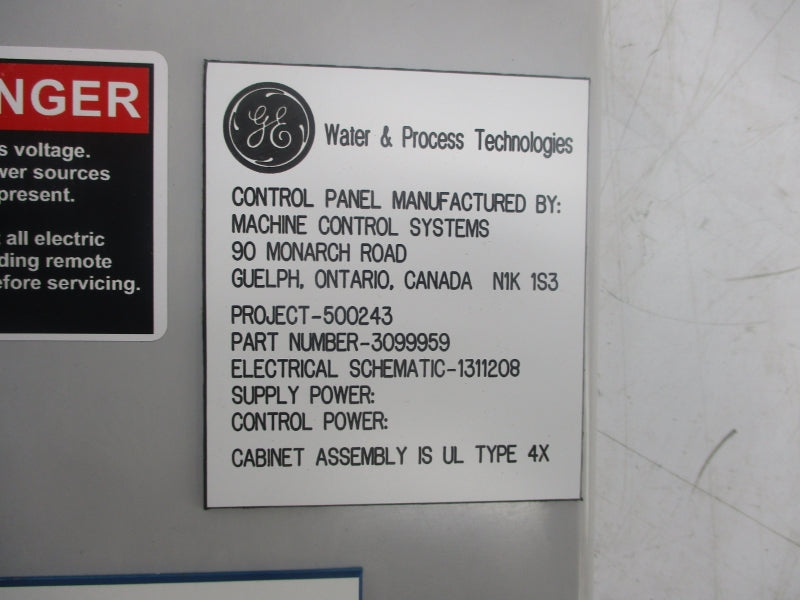 NGER
s voltage.
wer sources
present.
all electric
ding remote
efore servicing.
GE
Water & Process Technologies
CONTROL PANEL MANUFACTURED BY:
MACHINE CONTROL SYSTEMS
90 MONARCH ROAD
GUELPH, ONTARIO, CANADA N1K 1S3
PROJECT-500243
PART NUMBER-3099959
ELECTRICAL SCHEMATIC-1311208
SUPPLY POWER:
CONTROL POWER:
CABINET ASSEMBLY IS UL TYPE 4X